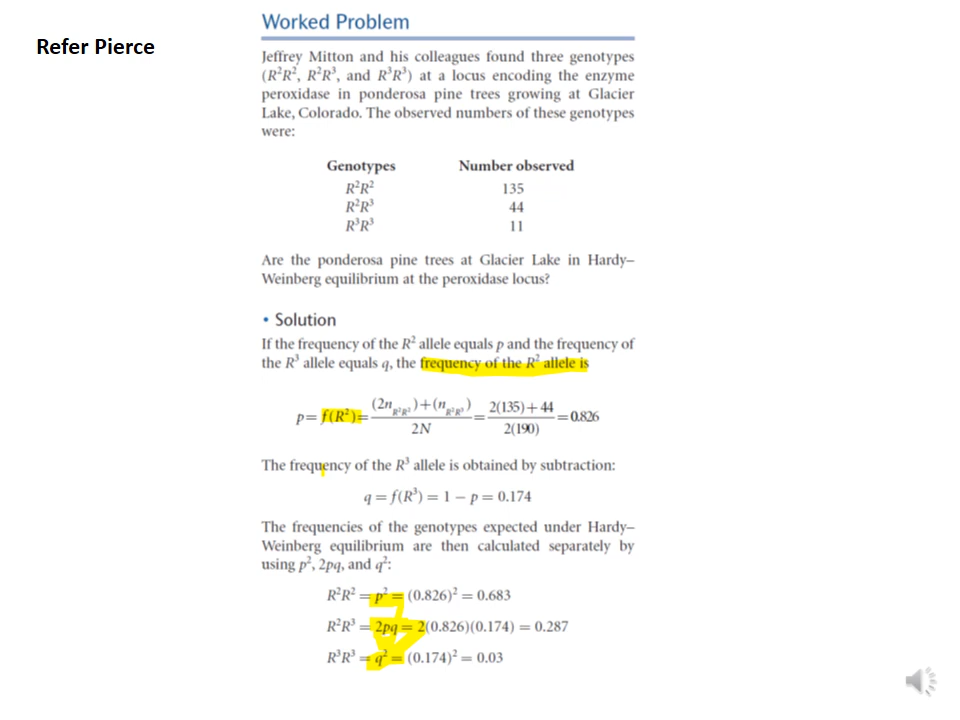 Refer Pierce
Worked Problem
Jeffrey Mitton and his colleagues found three genotypes
(R²R², R²R³, and R³R³) at a locus encoding the enzyme
peroxidase in ponderosa pine trees growing at Glacier
Lake, Colorado. The observed numbers of these genotypes
were:
Genotypes Number observed
R²R² 135
R²R³ 44
R³R³ 11
Are the ponderosa pine trees at Glacier Lake in Hardy–
Weinberg equilibrium at the peroxidase locus?
• Solution
If the frequency of the R² allele equals p and the frequency of
the R³ allele equals q, the frequency of the R² allele is
p = f(R²) = (2n_{R²R²}) + (n_{R²R³}) / 2N = 2(135) + 44 / 2(190) = 0.826
The frequency of the R³ allele is obtained by subtraction:
q = f(R³) = 1 − p = 0.174
The frequencies of the genotypes expected under Hardy–
Weinberg equilibrium are then calculated separately by
using p², 2pq, and q²:
R²R² = p² = (0.826)² = 0.683
R²R³ = 2pq = 2(0.826)(0.174) = 0.287
R³R³ = q² = (0.174)² = 0.03